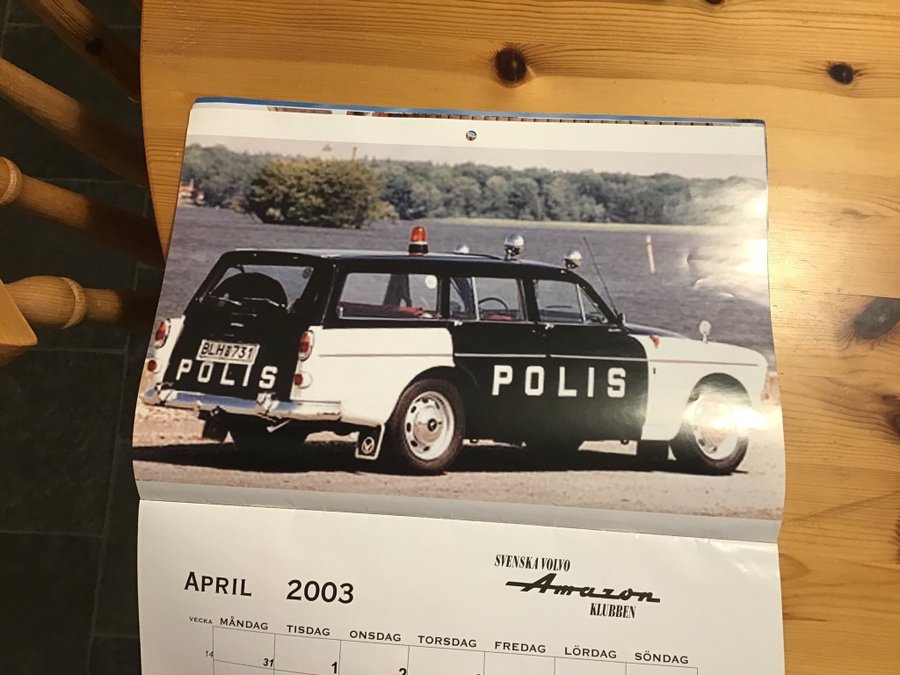 BLH 731
POLIS
POLIS
SVENSKA VOLVO
Amazon
KLUBBEN
APRIL 2003
VECKA MÅNDAG TISDAG ONSDAG TORSDAG FREDAG LÖRDAG SÖNDAG
14 31 1 2